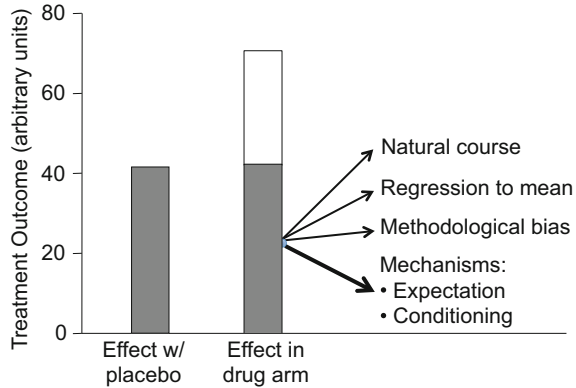 Treatment Outcome (arbitrary units)
80
60
40
20
0
Natural course
Regression to mean
Methodological bias
Mechanisms:
• Expectation
• Conditioning
Effect w/
placebo
Effect in
drug arm